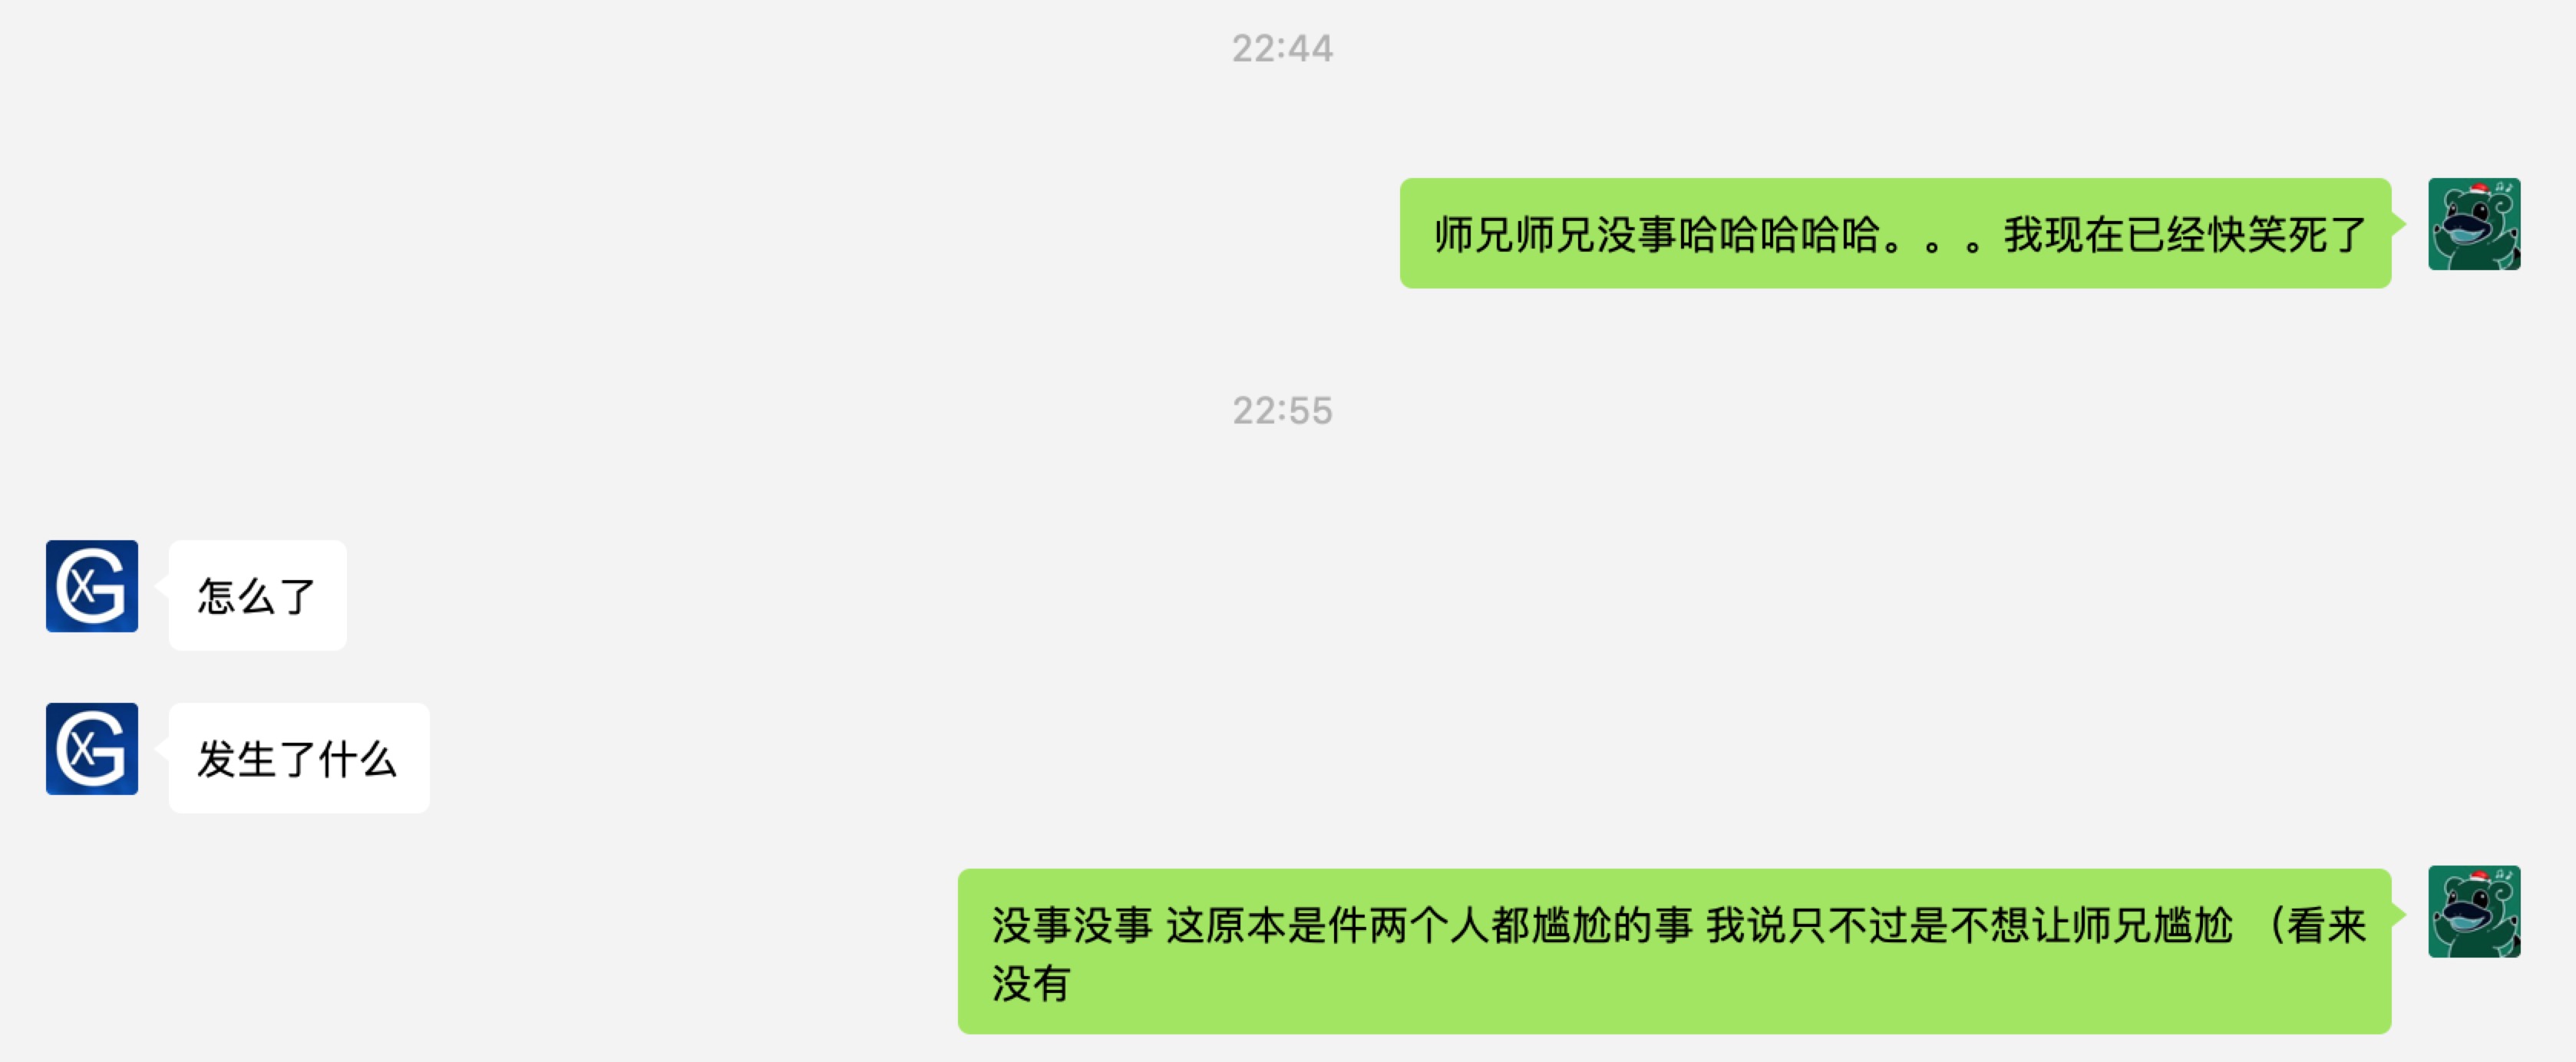 22:44
师兄师兄没事哈哈哈哈哈。。。我现在已经快笑死了
22:55
怎么了
发生了什么
没事没事 这原本是件两个人都尴尬的事 我说只不过是不想让师兄尴尬 （看来
没有